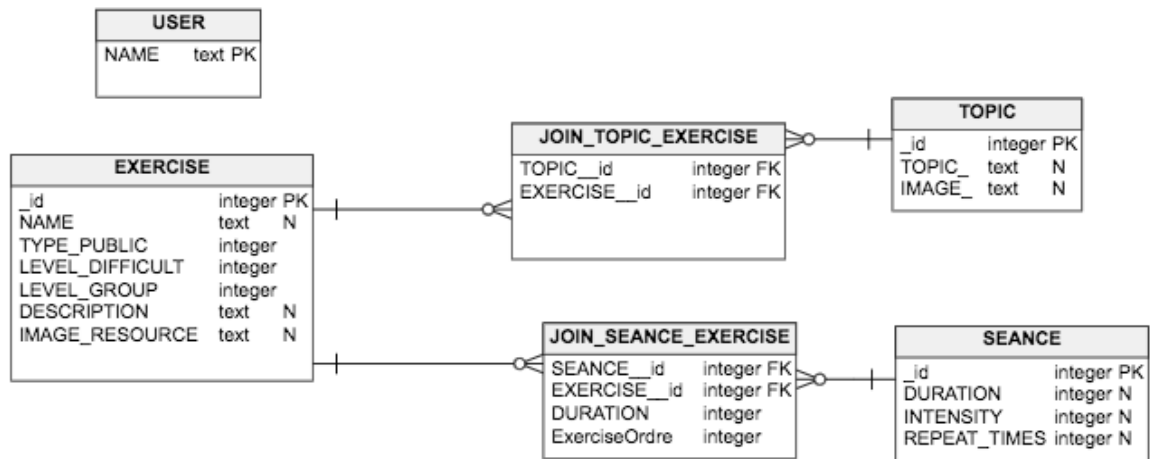 USER
NAME text PK
EXERCISE
_id integer PK
NAME text N
TYPE_PUBLIC integer
LEVEL_DIFFICULT integer
LEVEL_GROUP integer
DESCRIPTION text N
IMAGE_RESOURCE text N
JOIN_TOPIC_EXERCISE
TOPIC__id integer FK
EXERCISE__id integer FK
TOPIC
_id integer PK
TOPIC_ text N
IMAGE_ text N
JOIN_SEANCE_EXERCISE
SEANCE__id integer FK
EXERCISE__id integer FK
DURATION integer
ExerciseOrdre integer
SEANCE
_id integer PK
DURATION integer N
INTENSITY integer N
REPEAT_TIMES integer N